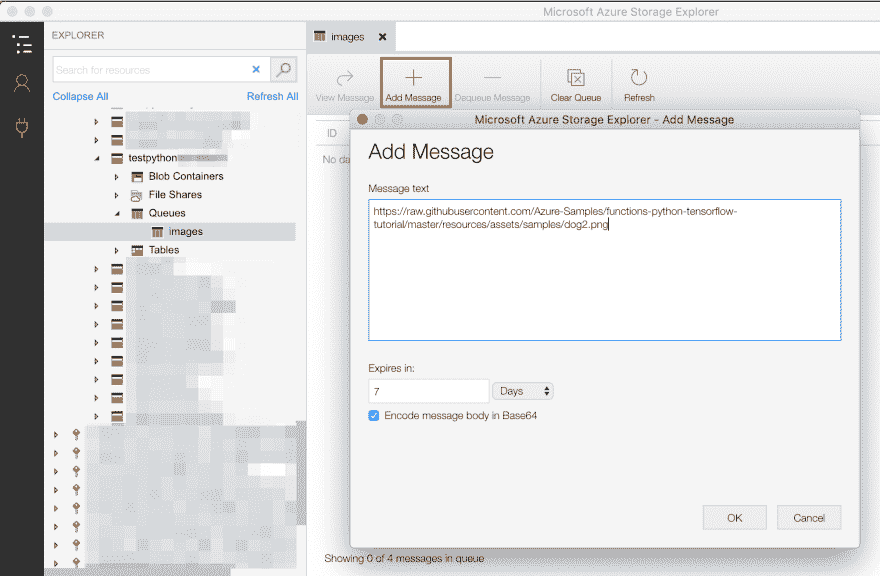 Microsoft Azure Storage Explorer
EXPLORER
images
Search for resources
Collapse All
Refresh All
View Message
Add Message
Dequeue Message
Clear Queue
Refresh
testpython
Blob Containers
File Shares
Queues
images
Tables
ID
No da
Microsoft Azure Storage Explorer - Add Message
Add Message
Message text
https://raw.githubusercontent.com/Azure-Samples/functions-python-tensorflow-
tutorial/master/resources/assets/samples/dog2.png
Expires in:
7
Days
Encode message body in Base64
OK
Cancel
Showing 0 of 4 messages in queue